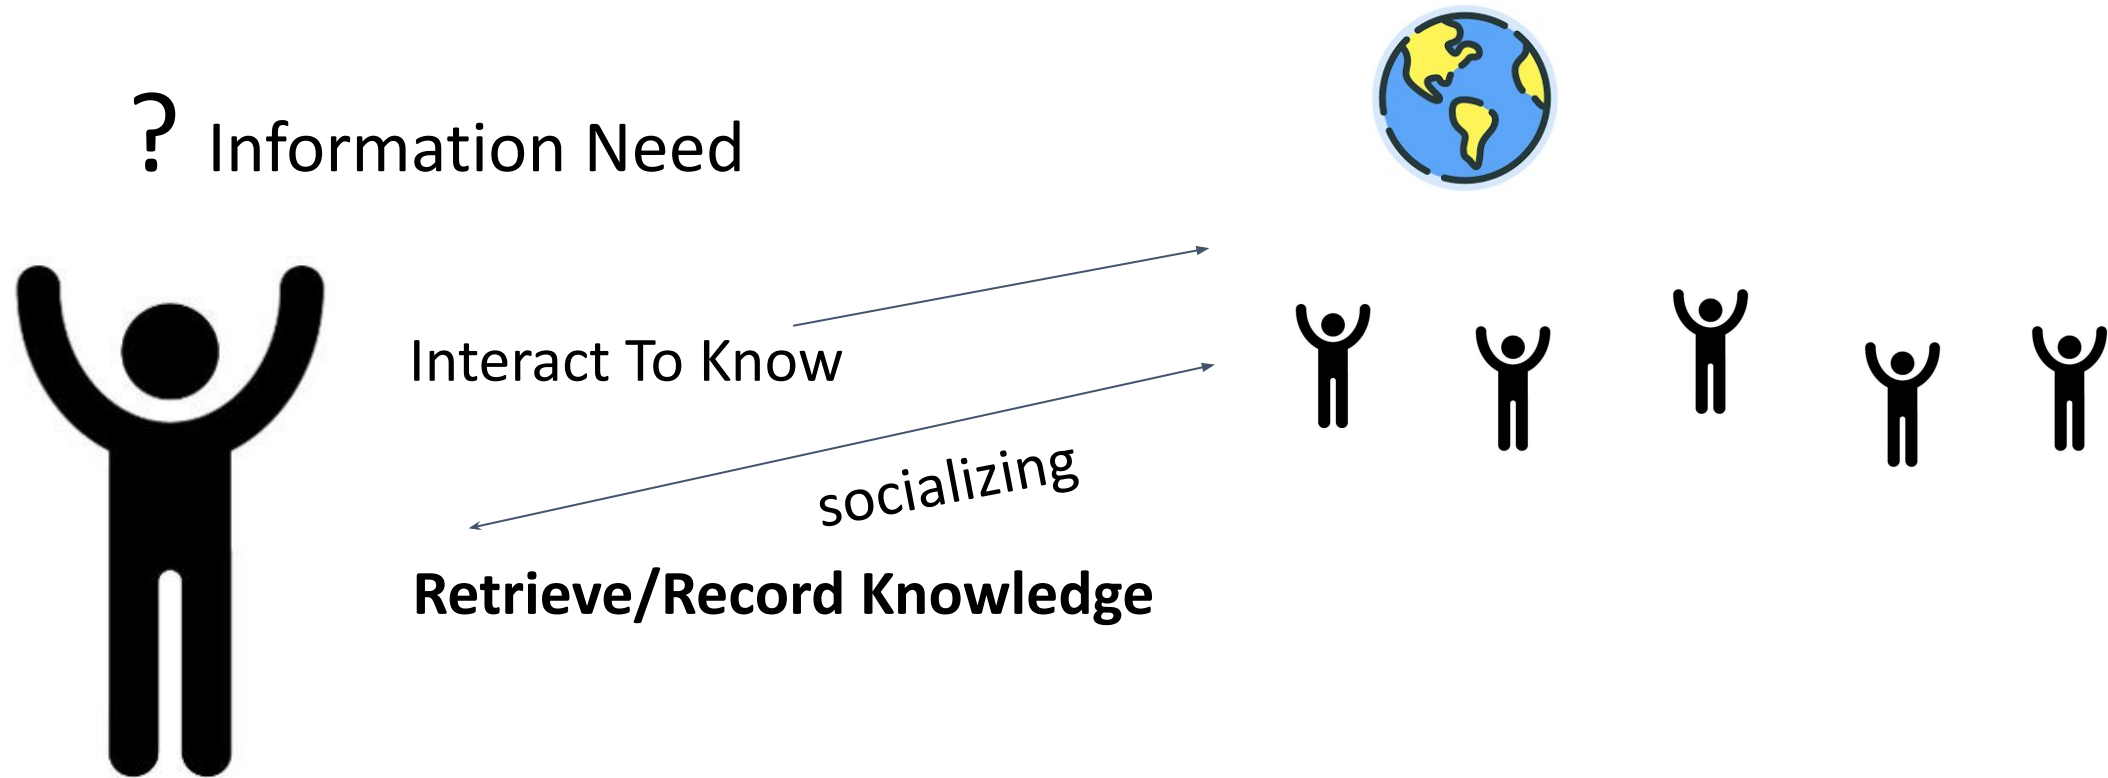 ? Information Need
Interact To Know
socializing
Retrieve/Record Knowledge